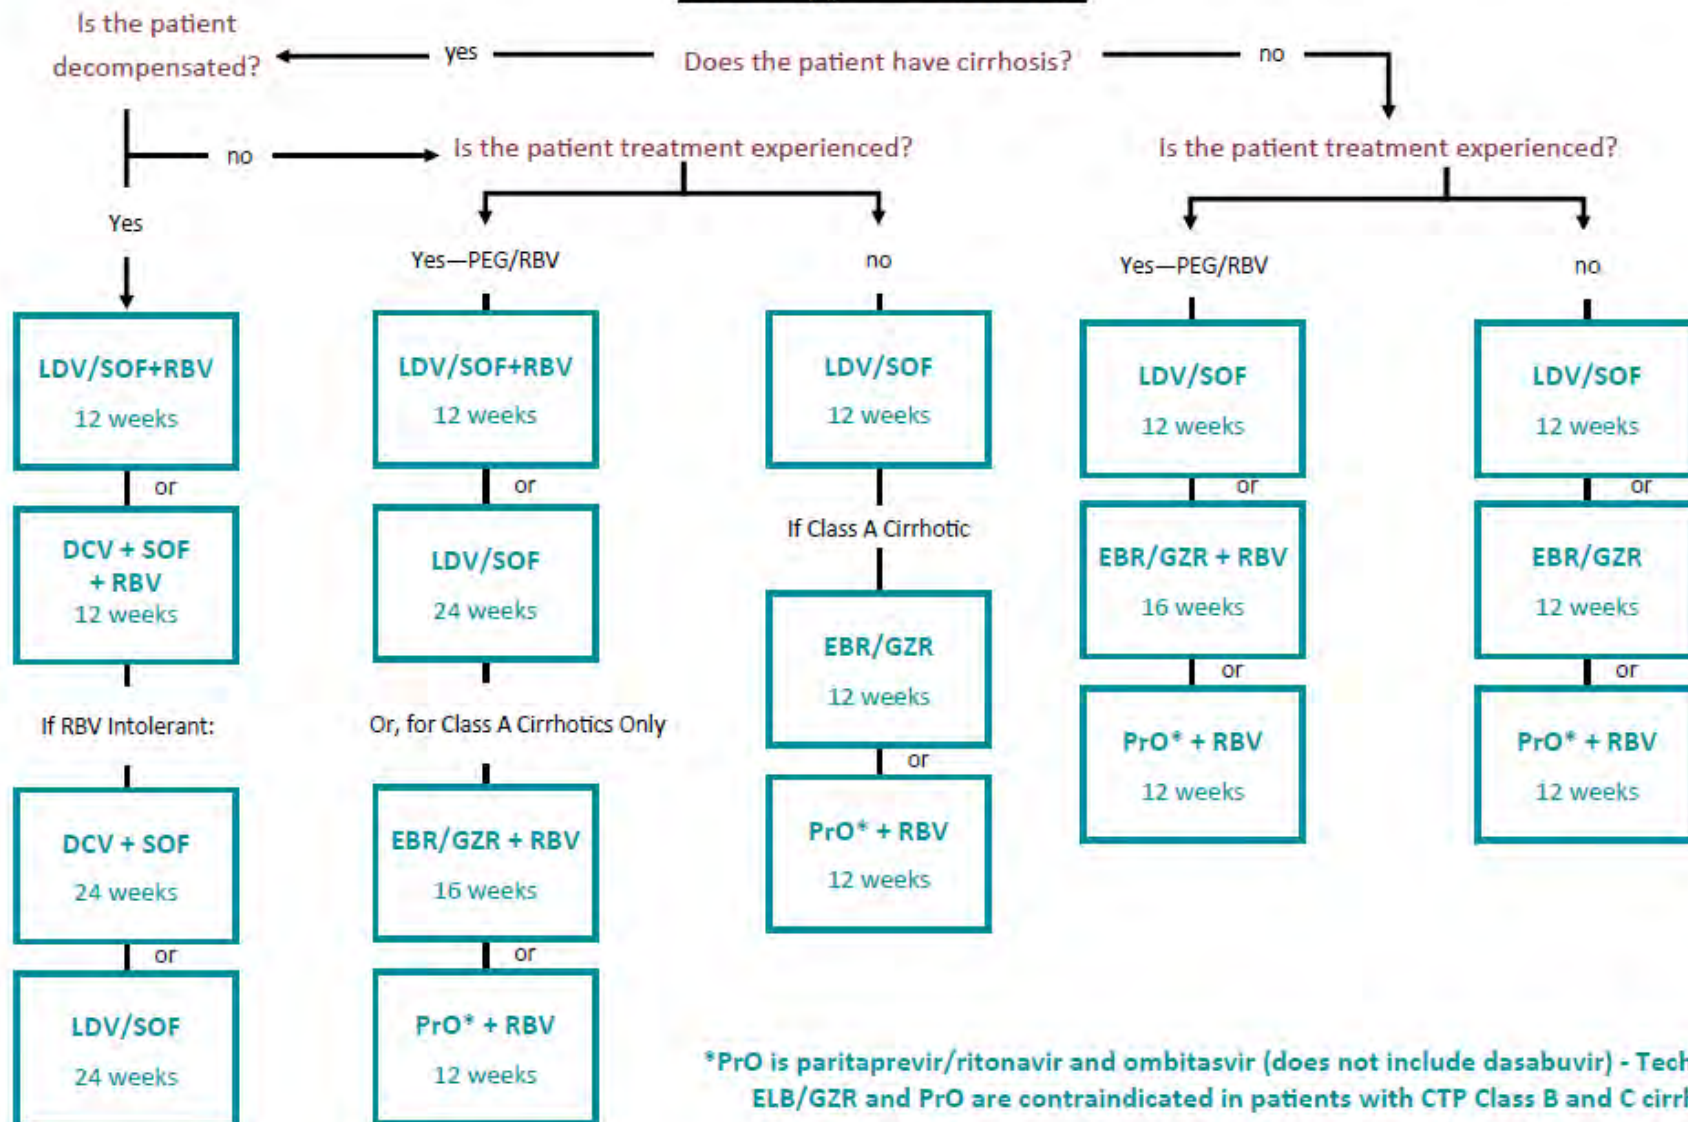 Is the patient
decompensated?
yes
Does the patient have cirrhosis?
no
no
Is the patient treatment experienced?
Is the patient treatment experienced?
Yes
Yes—PEG/RBV
no
Yes—PEG/RBV
no
LDV/SOF+RBV
12 weeks
or
DCV + SOF
+ RBV
12 weeks
If RBV Intolerant:
DCV + SOF
24 weeks
or
LDV/SOF
24 weeks
LDV/SOF+RBV
12 weeks
or
LDV/SOF
24 weeks
Or, for Class A Cirrhotics Only
EBR/GZR + RBV
16 weeks
or
PrO* + RBV
12 weeks
LDV/SOF
12 weeks
If Class A Cirrhotic
EBR/GZR
12 weeks
or
PrO* + RBV
12 weeks
LDV/SOF
12 weeks
or
EBR/GZR + RBV
16 weeks
or
PrO* + RBV
12 weeks
LDV/SOF
12 weeks
or
EBR/GZR
12 weeks
or
PrO* + RBV
12 weeks
*PrO is paritaprevir/ritonavir and ombitasvir (does not include dasabuvir) - Tech
ELB/GZR and PrO are contraindicated in patients with CTP Class B and C